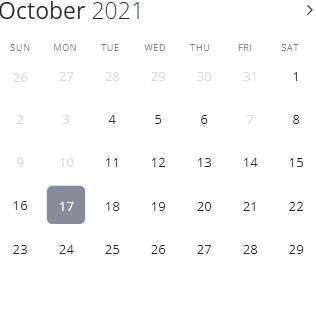 October 2021
SUN MON TUE WED THU FRI SAT
26 27 28 29 30 31 1
2 3 4 5 6 7 8
9 10 11 12 13 14 15
16 17 18 19 20 21 22
23 24 25 26 27 28 29